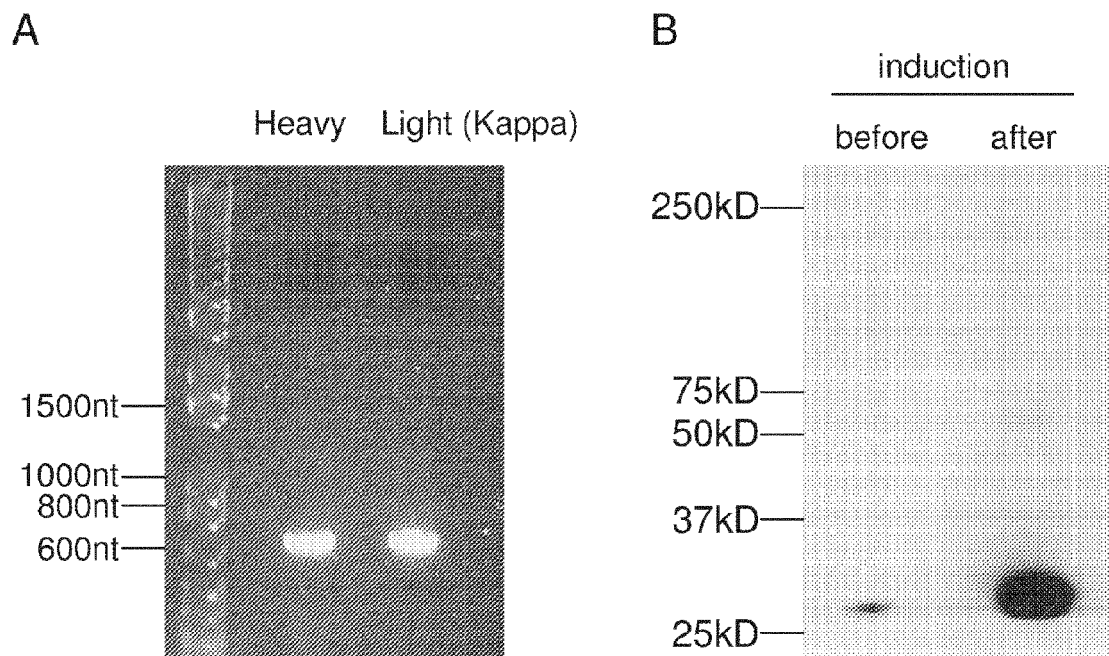 A
Heavy Light (Kappa)
1500nt
1000nt
800nt
600nt
B
induction
before after
250kD
75kD
50kD
37kD
25kD